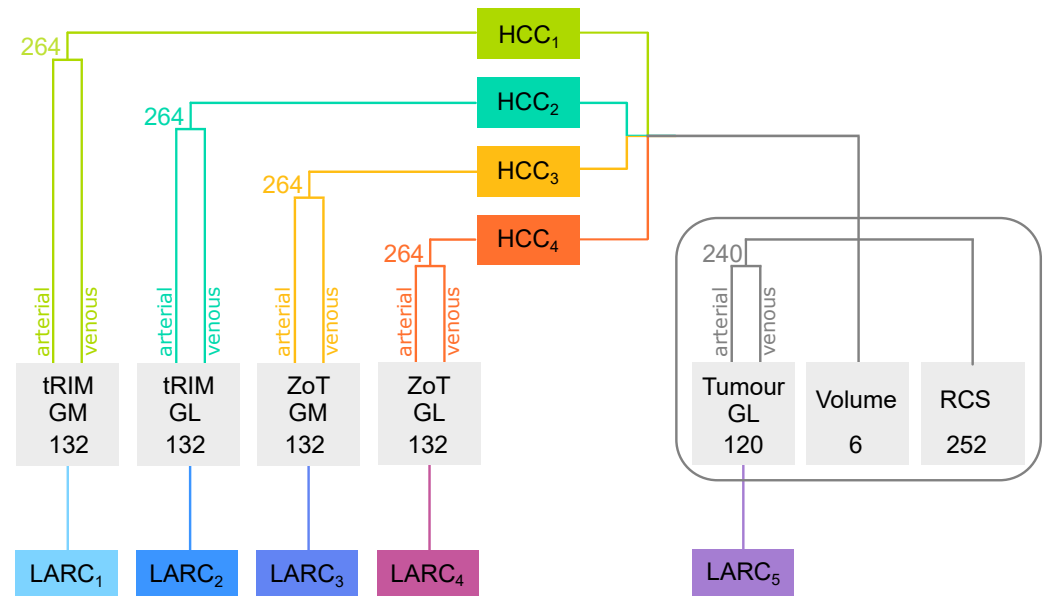 HCC₁
264
HCC₂
264
HCC₃
264
HCC₄
264
240
arterial venous arterial venous arterial venous arterial venous arterial venous
tRIM GM 132
tRIM GL 132
ZoT GM 132
ZoT GL 132
Tumour GL 120
Volume 6
RCS 252
LARC₁ LARC₂ LARC₃ LARC₄ LARC₅